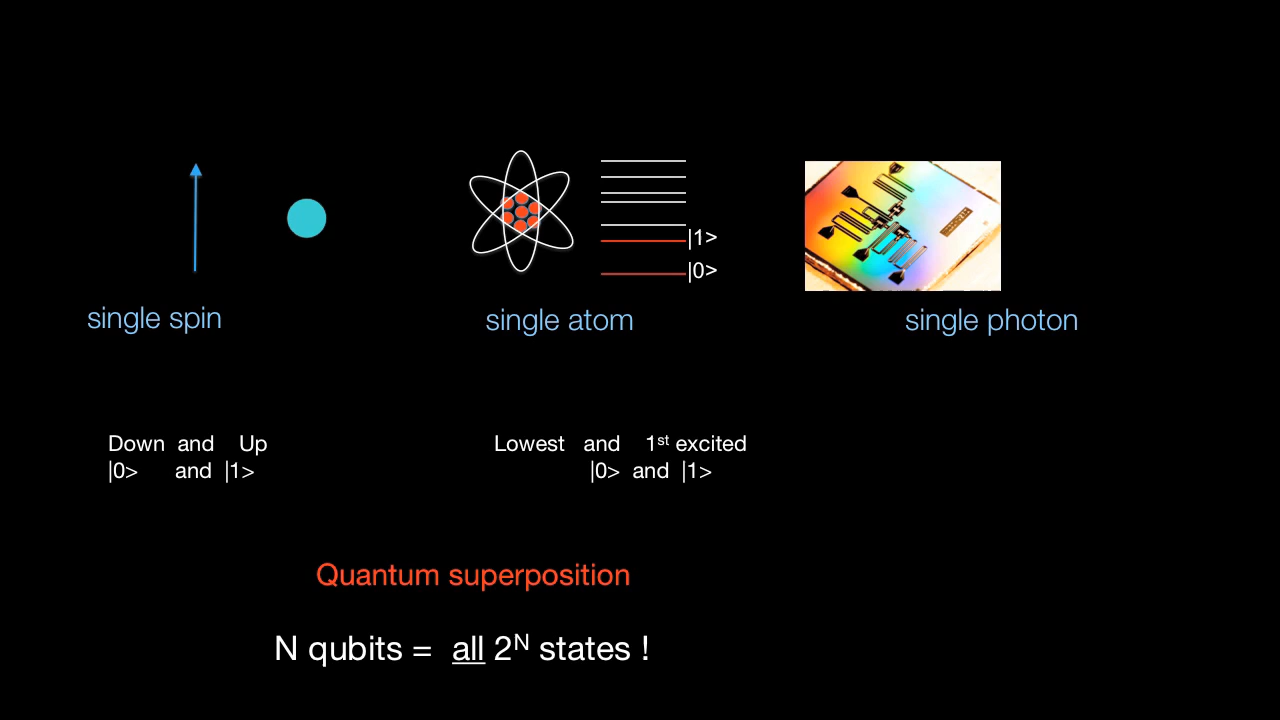 |1>
|0>
single spin
single atom
single photon
Down and Up
|0> and |1>
Lowest and 1st excited
|0> and |1>
Quantum superposition
N qubits = all 2^N states !